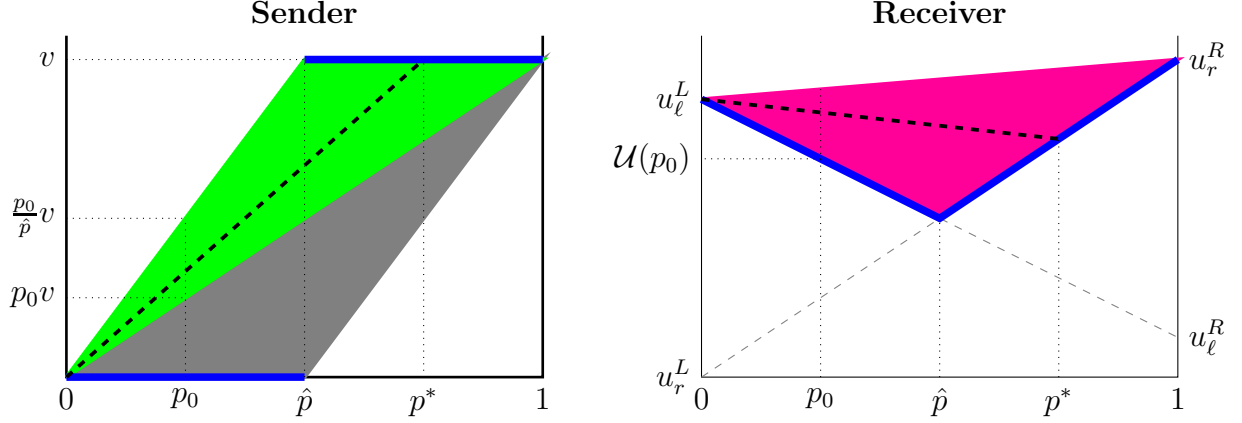 Sender
v
p₀/p̂ v
p₀v
0
p₀
p̂
p*
1
Receiver
u_ℓ^L
𝒰(p₀)
u_r^L
u_r^R
u_ℓ^R
0
p₀
p̂
p*
1